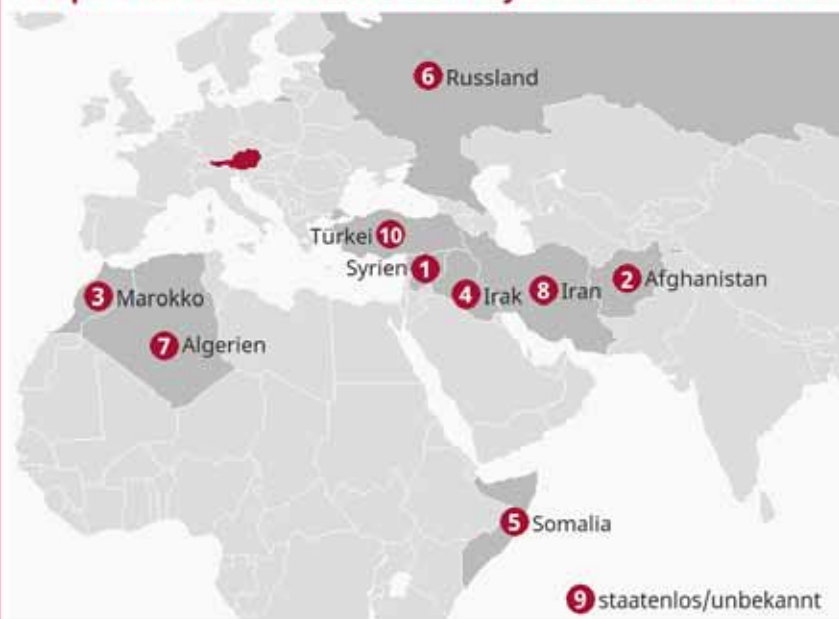 6 Russland
Türkei 10
Syrien 1
4 Irak
8 Iran
2 Afghanistan
3 Marokko
7 Algerien
5 Somalia
9 staatenlos/unbekannt